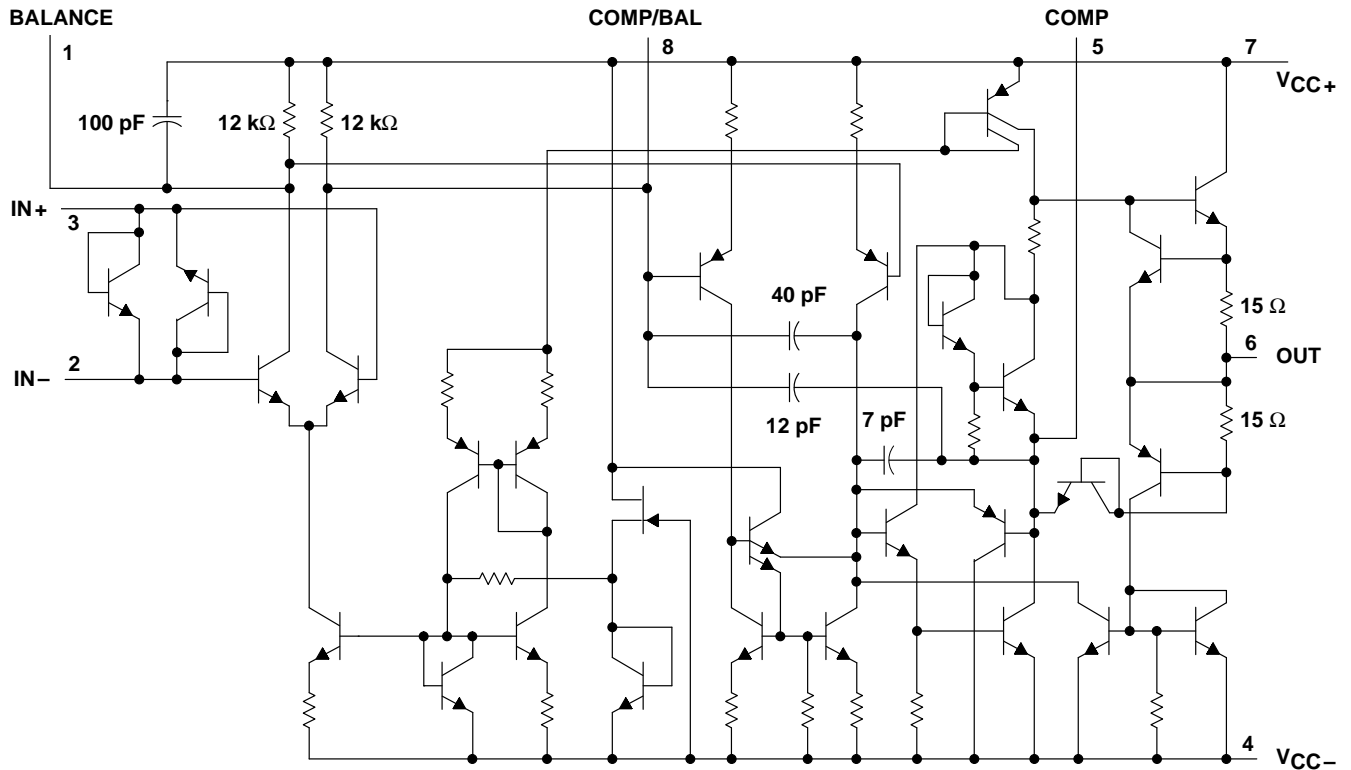 BALANCE
COMP/BAL
COMP
1
8
5
7
VCC+
100 pF
12 kΩ
12 kΩ
IN+
3
40 pF
15 Ω
6
OUT
2
IN−
12 pF
7 pF
15 Ω
4
VCC−